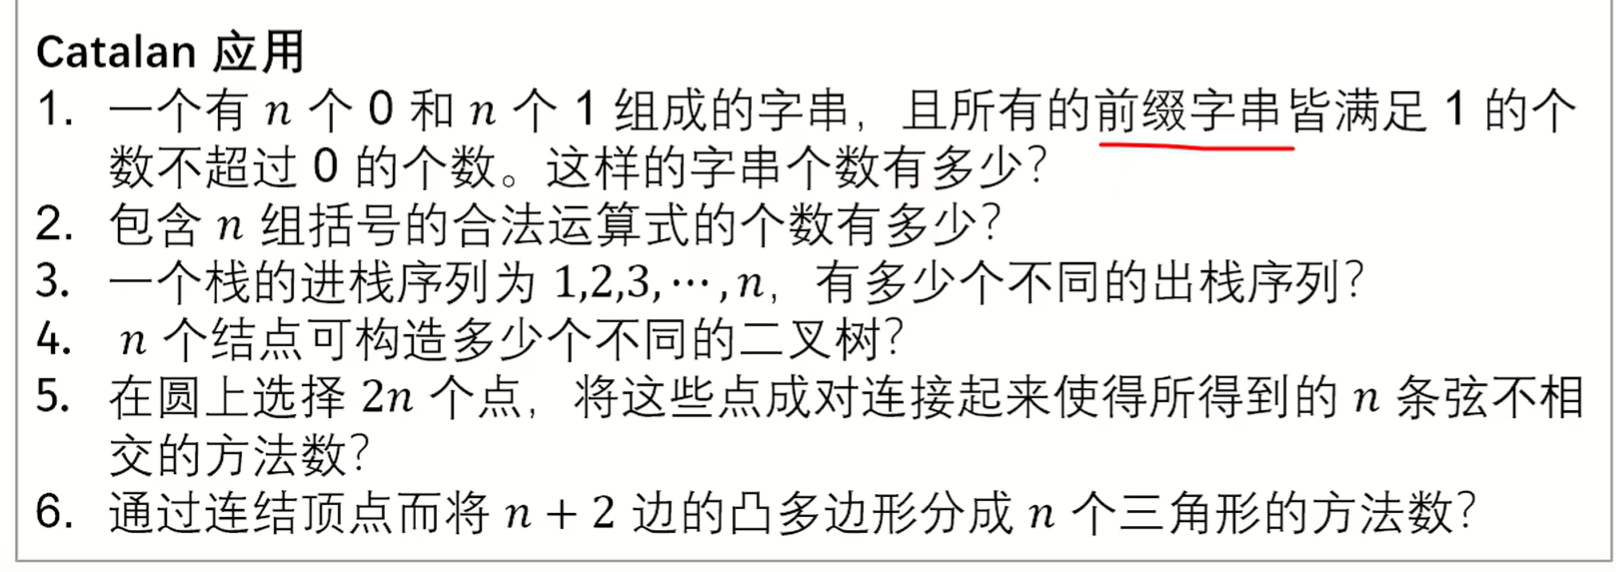 Catalan 应用
1. 一个有 n 个 0 和 n 个 1 组成的字串，且所有的前缀字串皆满足 1 的个
数不超过 0 的个数。这样的字串个数有多少？
2. 包含 n 组括号的合法运算式的个数有多少？
3. 一个栈的进栈序列为 1,2,3,⋯,n，有多少个不同的出栈序列？
4. n 个结点可构造多少个不同的二叉树？
5. 在圆上选择 2n 个点，将这些点成对连接起来使得所得到的 n 条弦不相
交的方法数？
6. 通过连结顶点而将 n + 2 边的凸多边形分成 n 个三角形的方法数？